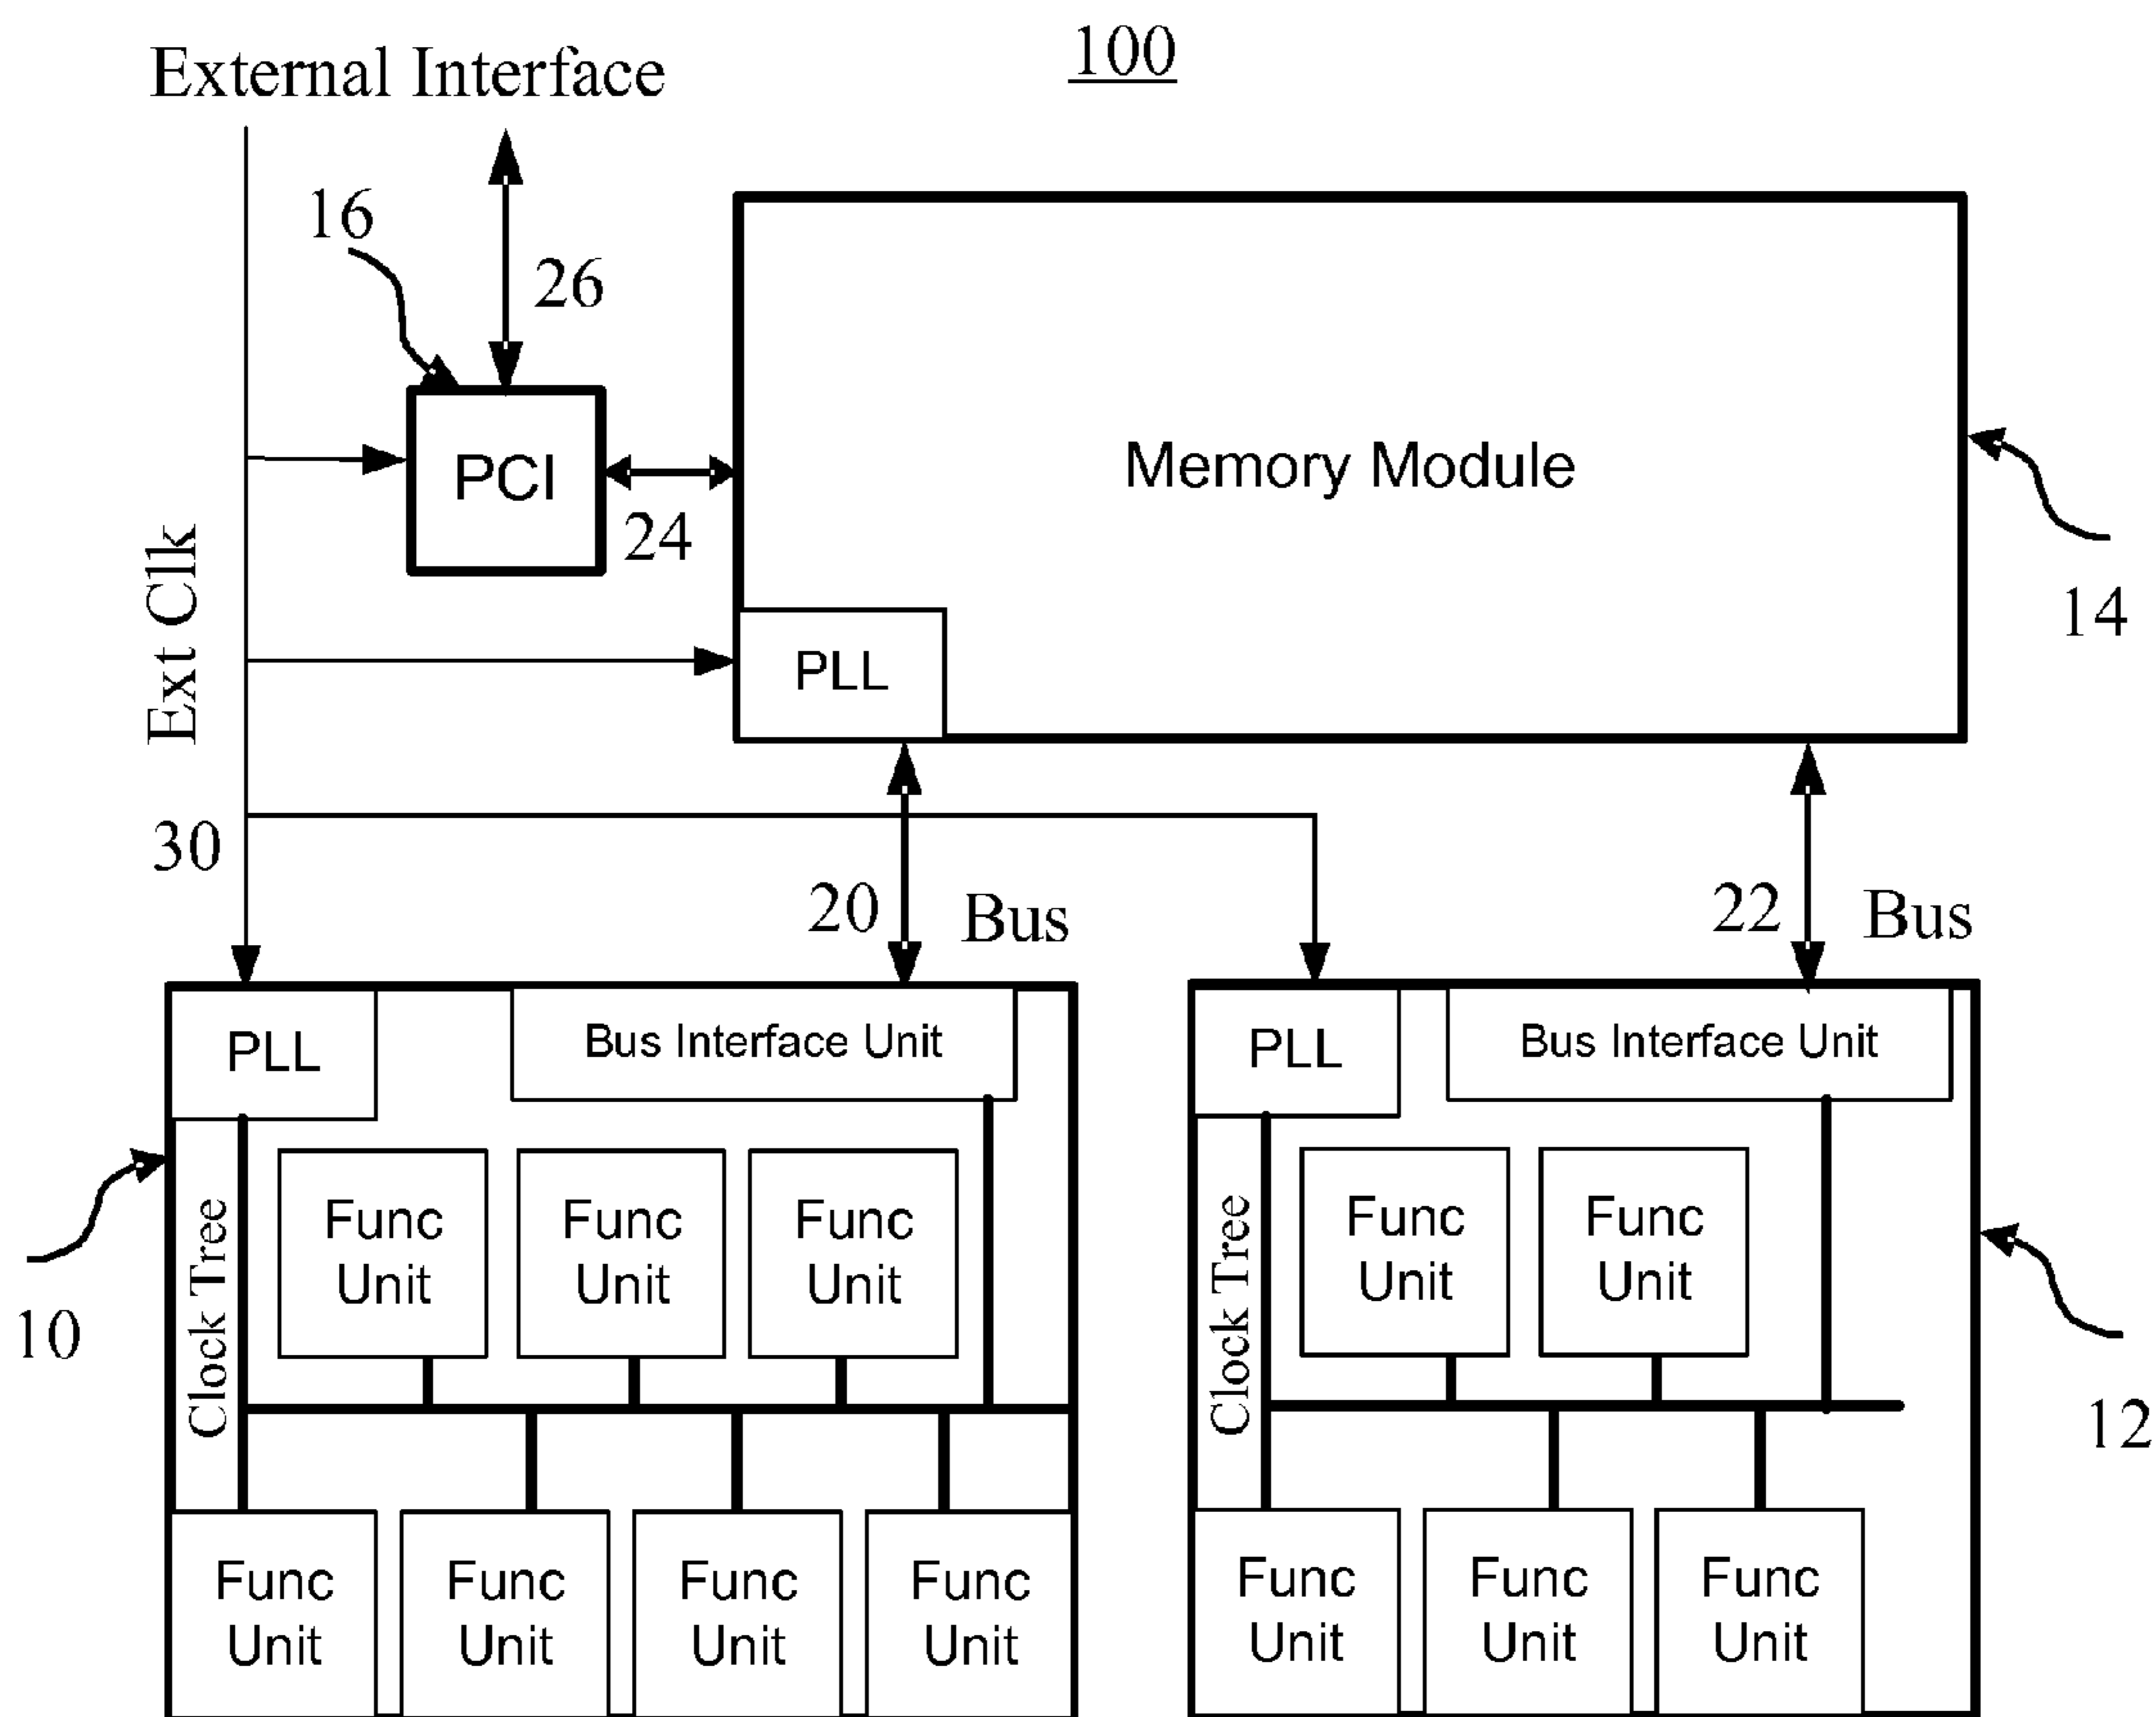 100
External Interface
16
26
PCI
24
Memory Module
14
Ext Clk
PLL
30
20
Bus
22
Bus
PLL
Bus Interface Unit
PLL
Bus Interface Unit
10
Clock Tree
Func
Unit
Func
Unit
Func
Unit
Clock Tree
Func
Unit
Func
Unit
12
Func
Unit
Func
Unit
Func
Unit
Func
Unit
Func
Unit
Func
Unit
Func
Unit